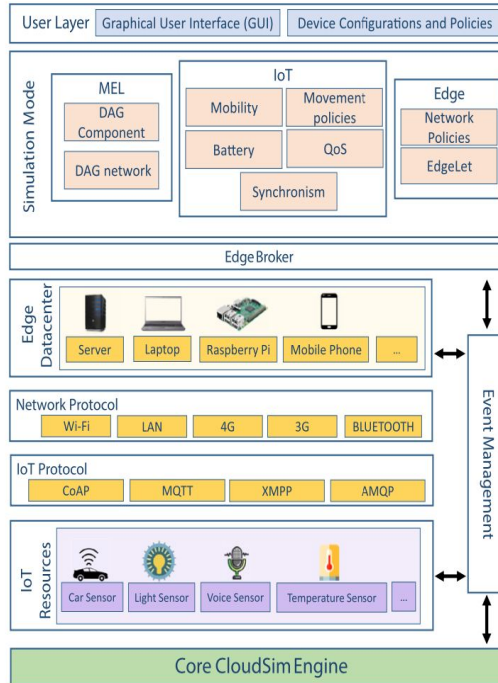 User Layer
Graphical User Interface (GUI)
Device Configurations and Policies
Simulation Mode
MEL
DAG
Component
DAG network
IoT
Mobility
Movement
policies
Battery
QoS
Synchronism
Edge
Network
Policies
EdgeLet
Edge Broker
Edge
Datacenter
Server
Laptop
Raspberry Pi
Mobile Phone
...
Event Management
Network Protocol
Wi-Fi
LAN
4G
3G
BLUETOOTH
IoT Protocol
CoAP
MQTT
XMPP
AMQP
IoT
Resources
Car Sensor
Light Sensor
Voice Sensor
Temperature Sensor
...
Core CloudSim Engine